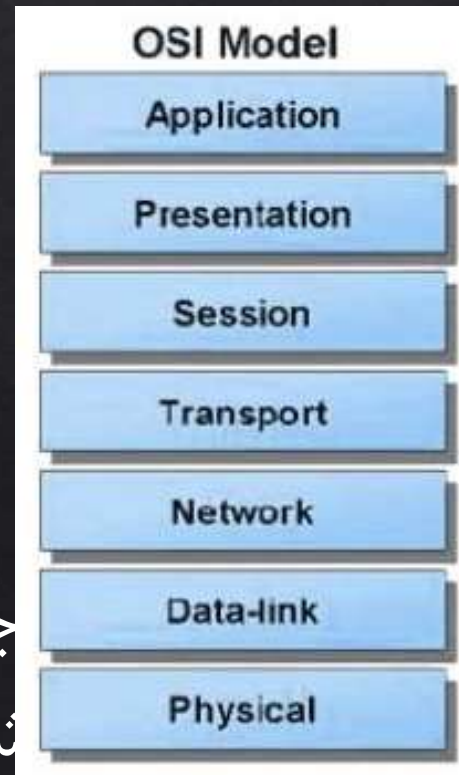 OSI Model
Application
Presentation
Session
Transport
Network
Data-link
Physical